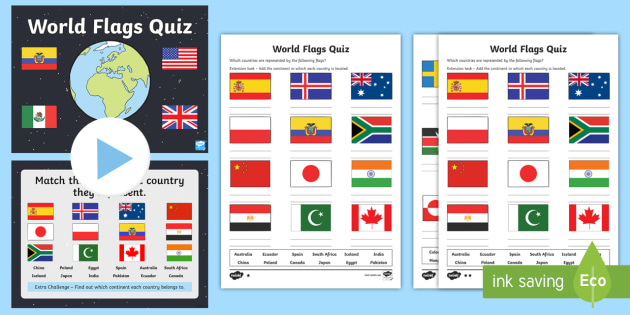 World Flags Quiz
Match the country
they present.
China Poland Spain Australia South Africa
Iceland Japan Egypt Pakistan Ecuador
India Canada
Extra Challenge – Find out which continent each country belongs to.
World Flags Quiz
Which countries are represented by the following flags?
Extension task – Add the continent to which each country is located.
Australia Ecuador Spain South Africa Iceland
China Poland Canada Japan Egypt
India Pakistan
World Flags Quiz
Which countries are represented by the following flags?
Extension task – Add the continent to which each country is located.
Australia Ecuador Spain South Africa Iceland
China Poland Canada Japan Egypt
India Pakistan
ink saving Eco